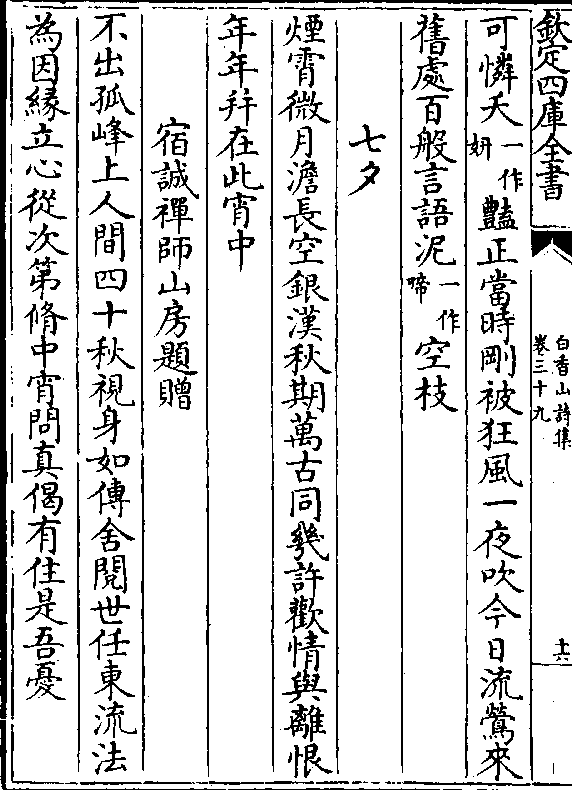 欽定四庫全書
白香山詩集
卷三十九
十六
可憐夭一作妍豔正當時剛被狂風一夜吹今日流鶯來
舊處百般言語泥一作啼空枝
七夕
煙霄微月澹長空銀漢秋期萬古同幾許歡情與離恨
年年并在此宵中
宿誠禪師山房題贈
不出孤峰上人間四十秋視身如傳舍閱世任東流法
為因緣立心從次第脩中宵問真偈有住是吾憂